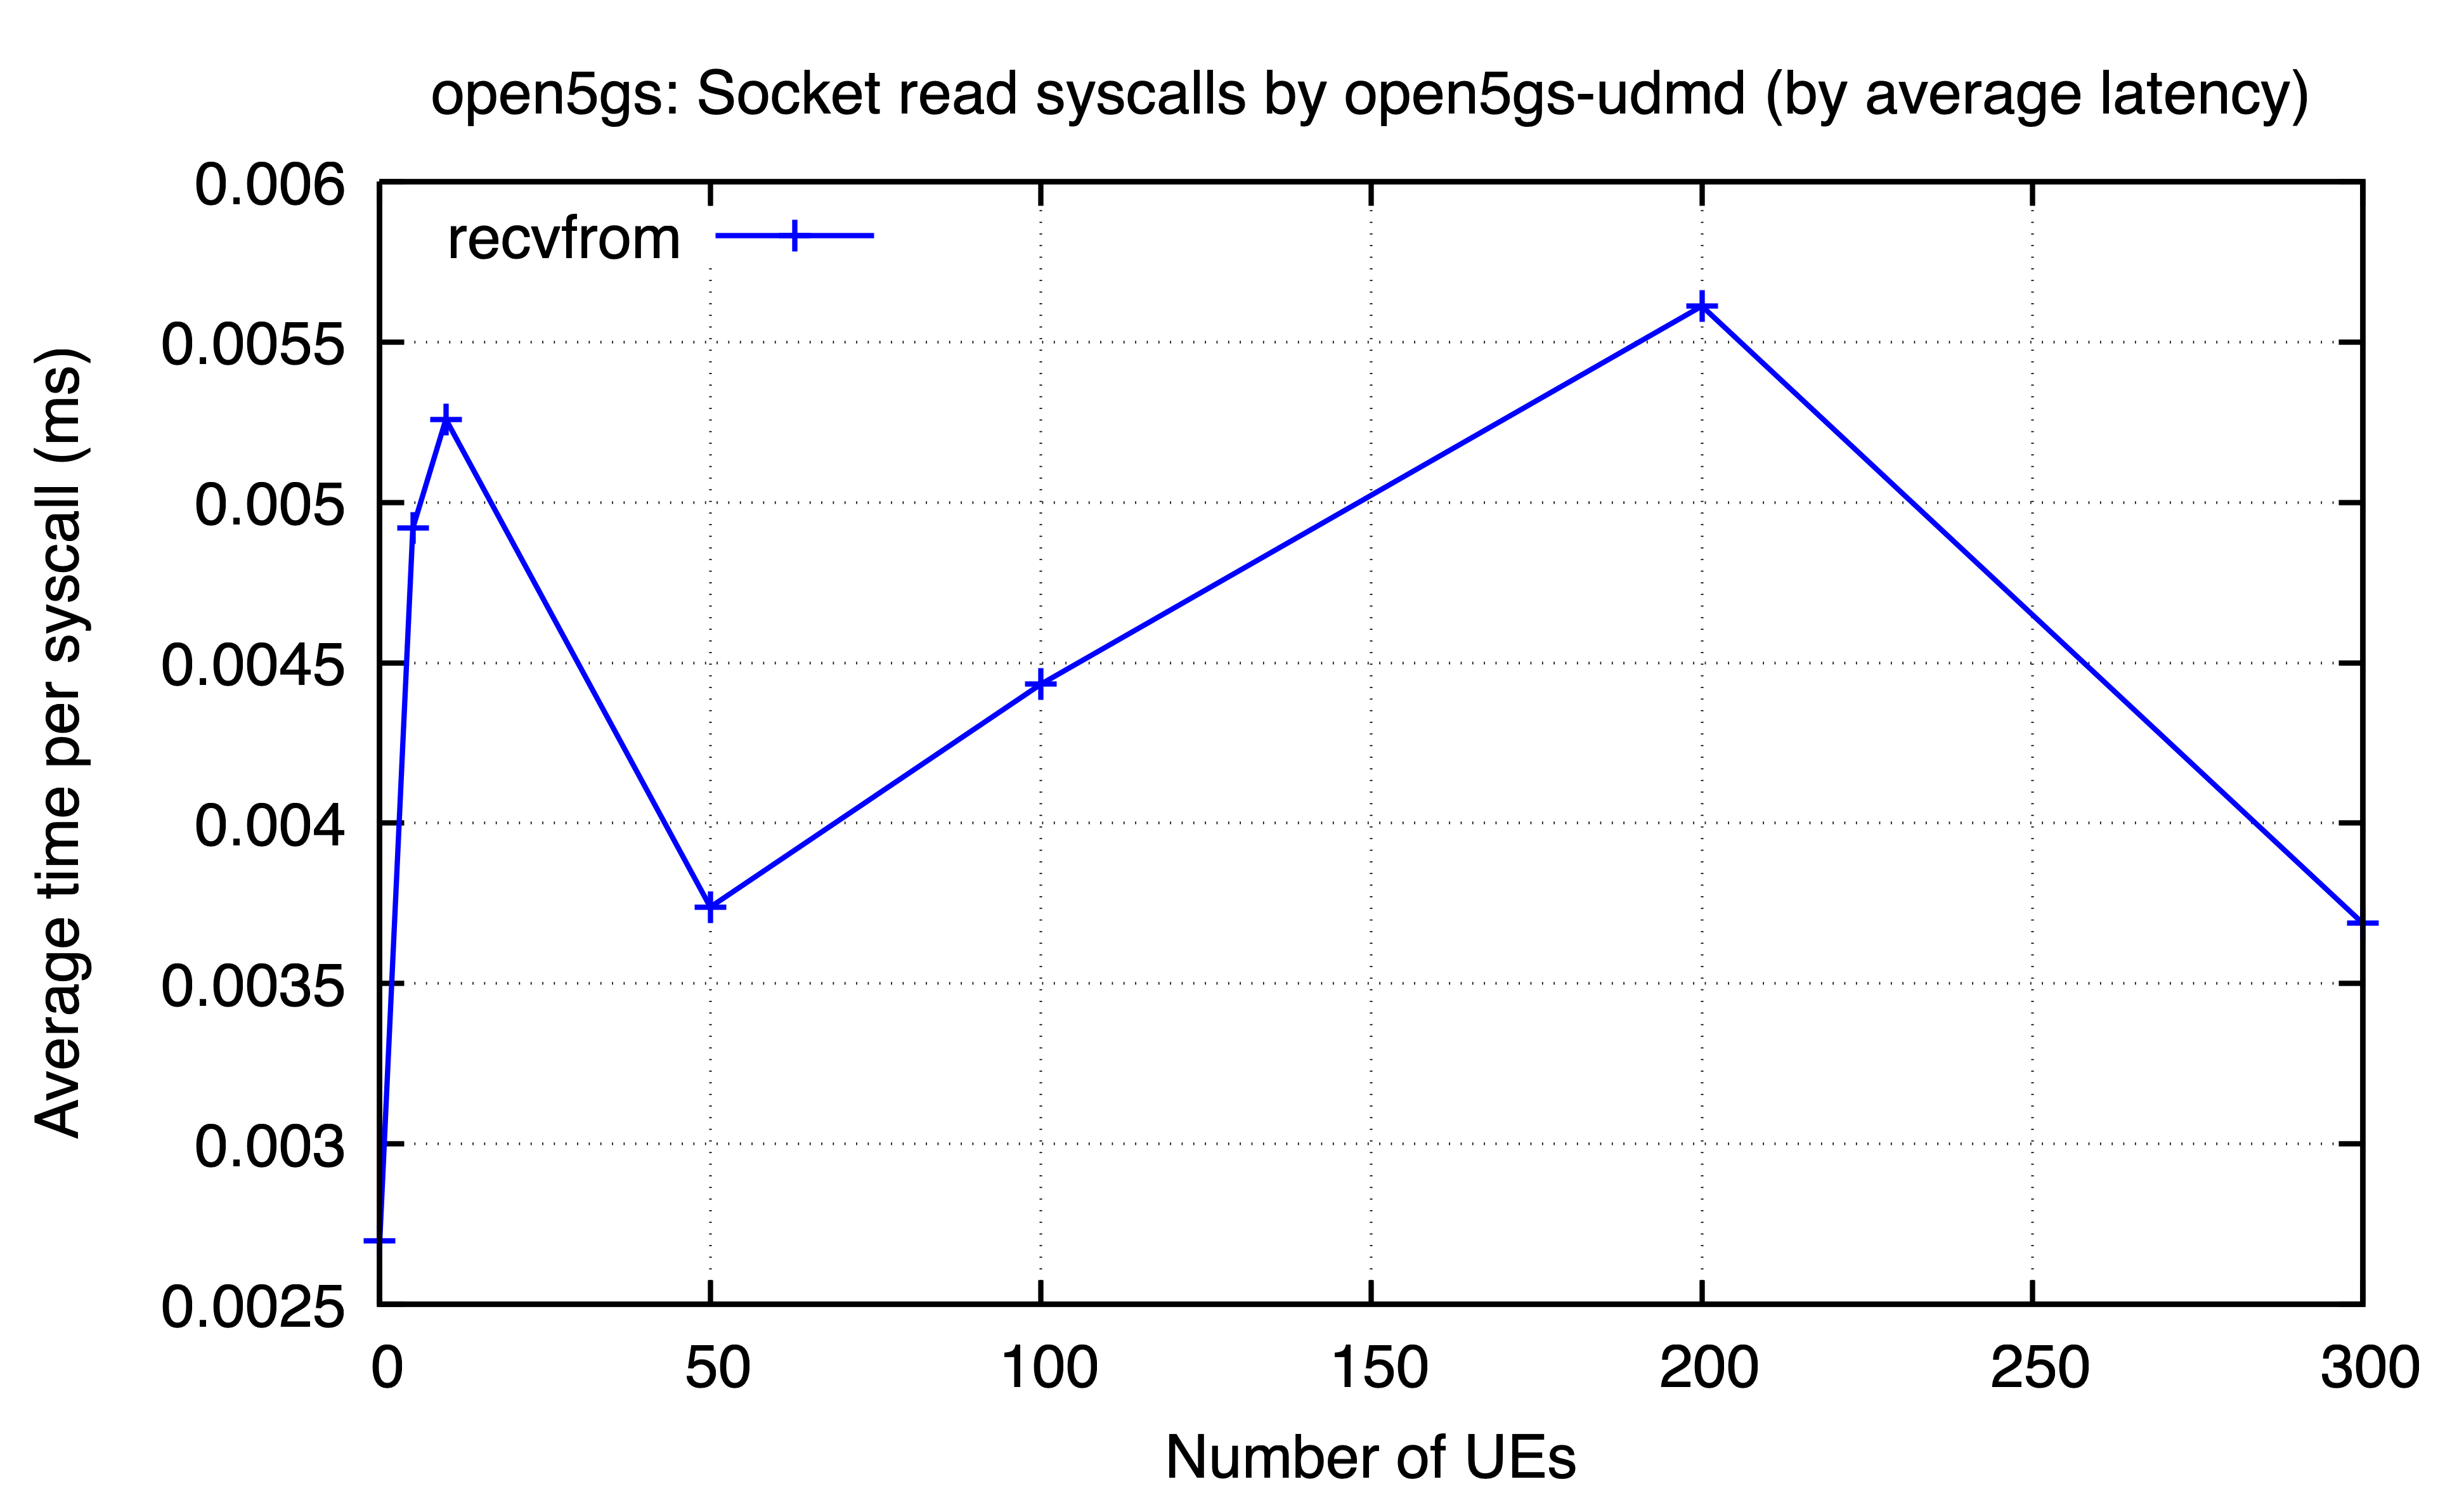 open5gs: Socket read syscalls by open5gs-udmd (by average latency)
0.006
recvfrom
0.0055
0.005
0.0045
0.004
0.0035
0.003
0.0025
Average time per syscall (ms)
0 50 100 150 200 250 300
Number of UEs